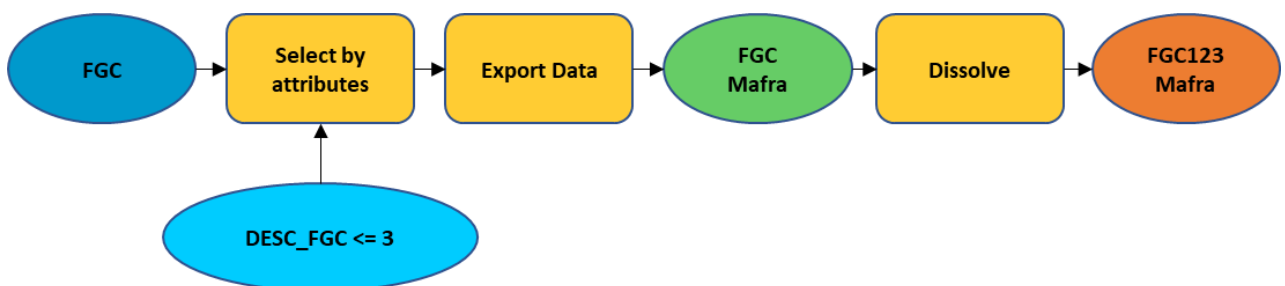 FGC
Select by
attributes
Export Data
FGC
Mafra
Dissolve
FGC123
Mafra
DESC_FGC <= 3